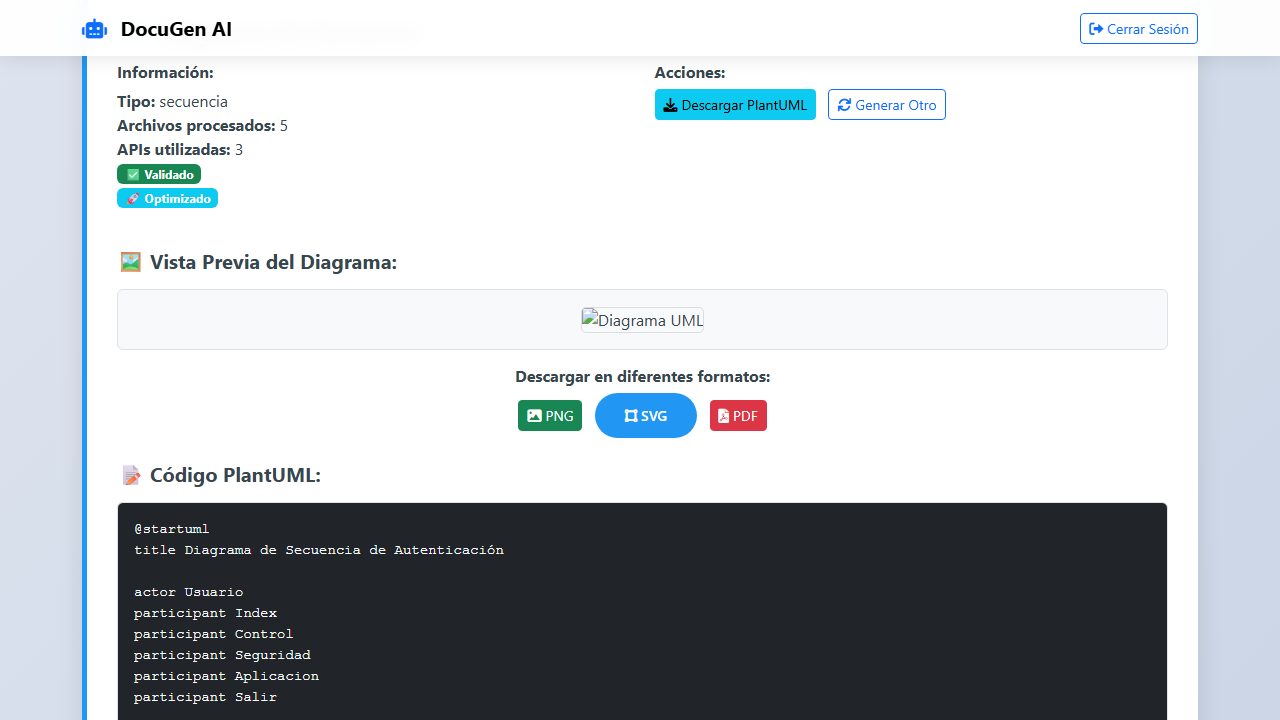 DocuGen AI
Cerrar Sesión
Información:
Acciones:
Tipo: secuencia
Archivos procesados: 5
APIs utilizadas: 3
✅ Validado
🚀 Optimizado
Descargar PlantUML
Generar Otro
🖼️ Vista Previa del Diagrama:
Diagrama UML
Descargar en diferentes formatos:
PNG
SVG
PDF
📝 Código PlantUML:
@startuml
title Diagrama de Secuencia de Autenticación
actor Usuario
participant Index
participant Control
participant Seguridad
participant Aplicacion
participant Salir